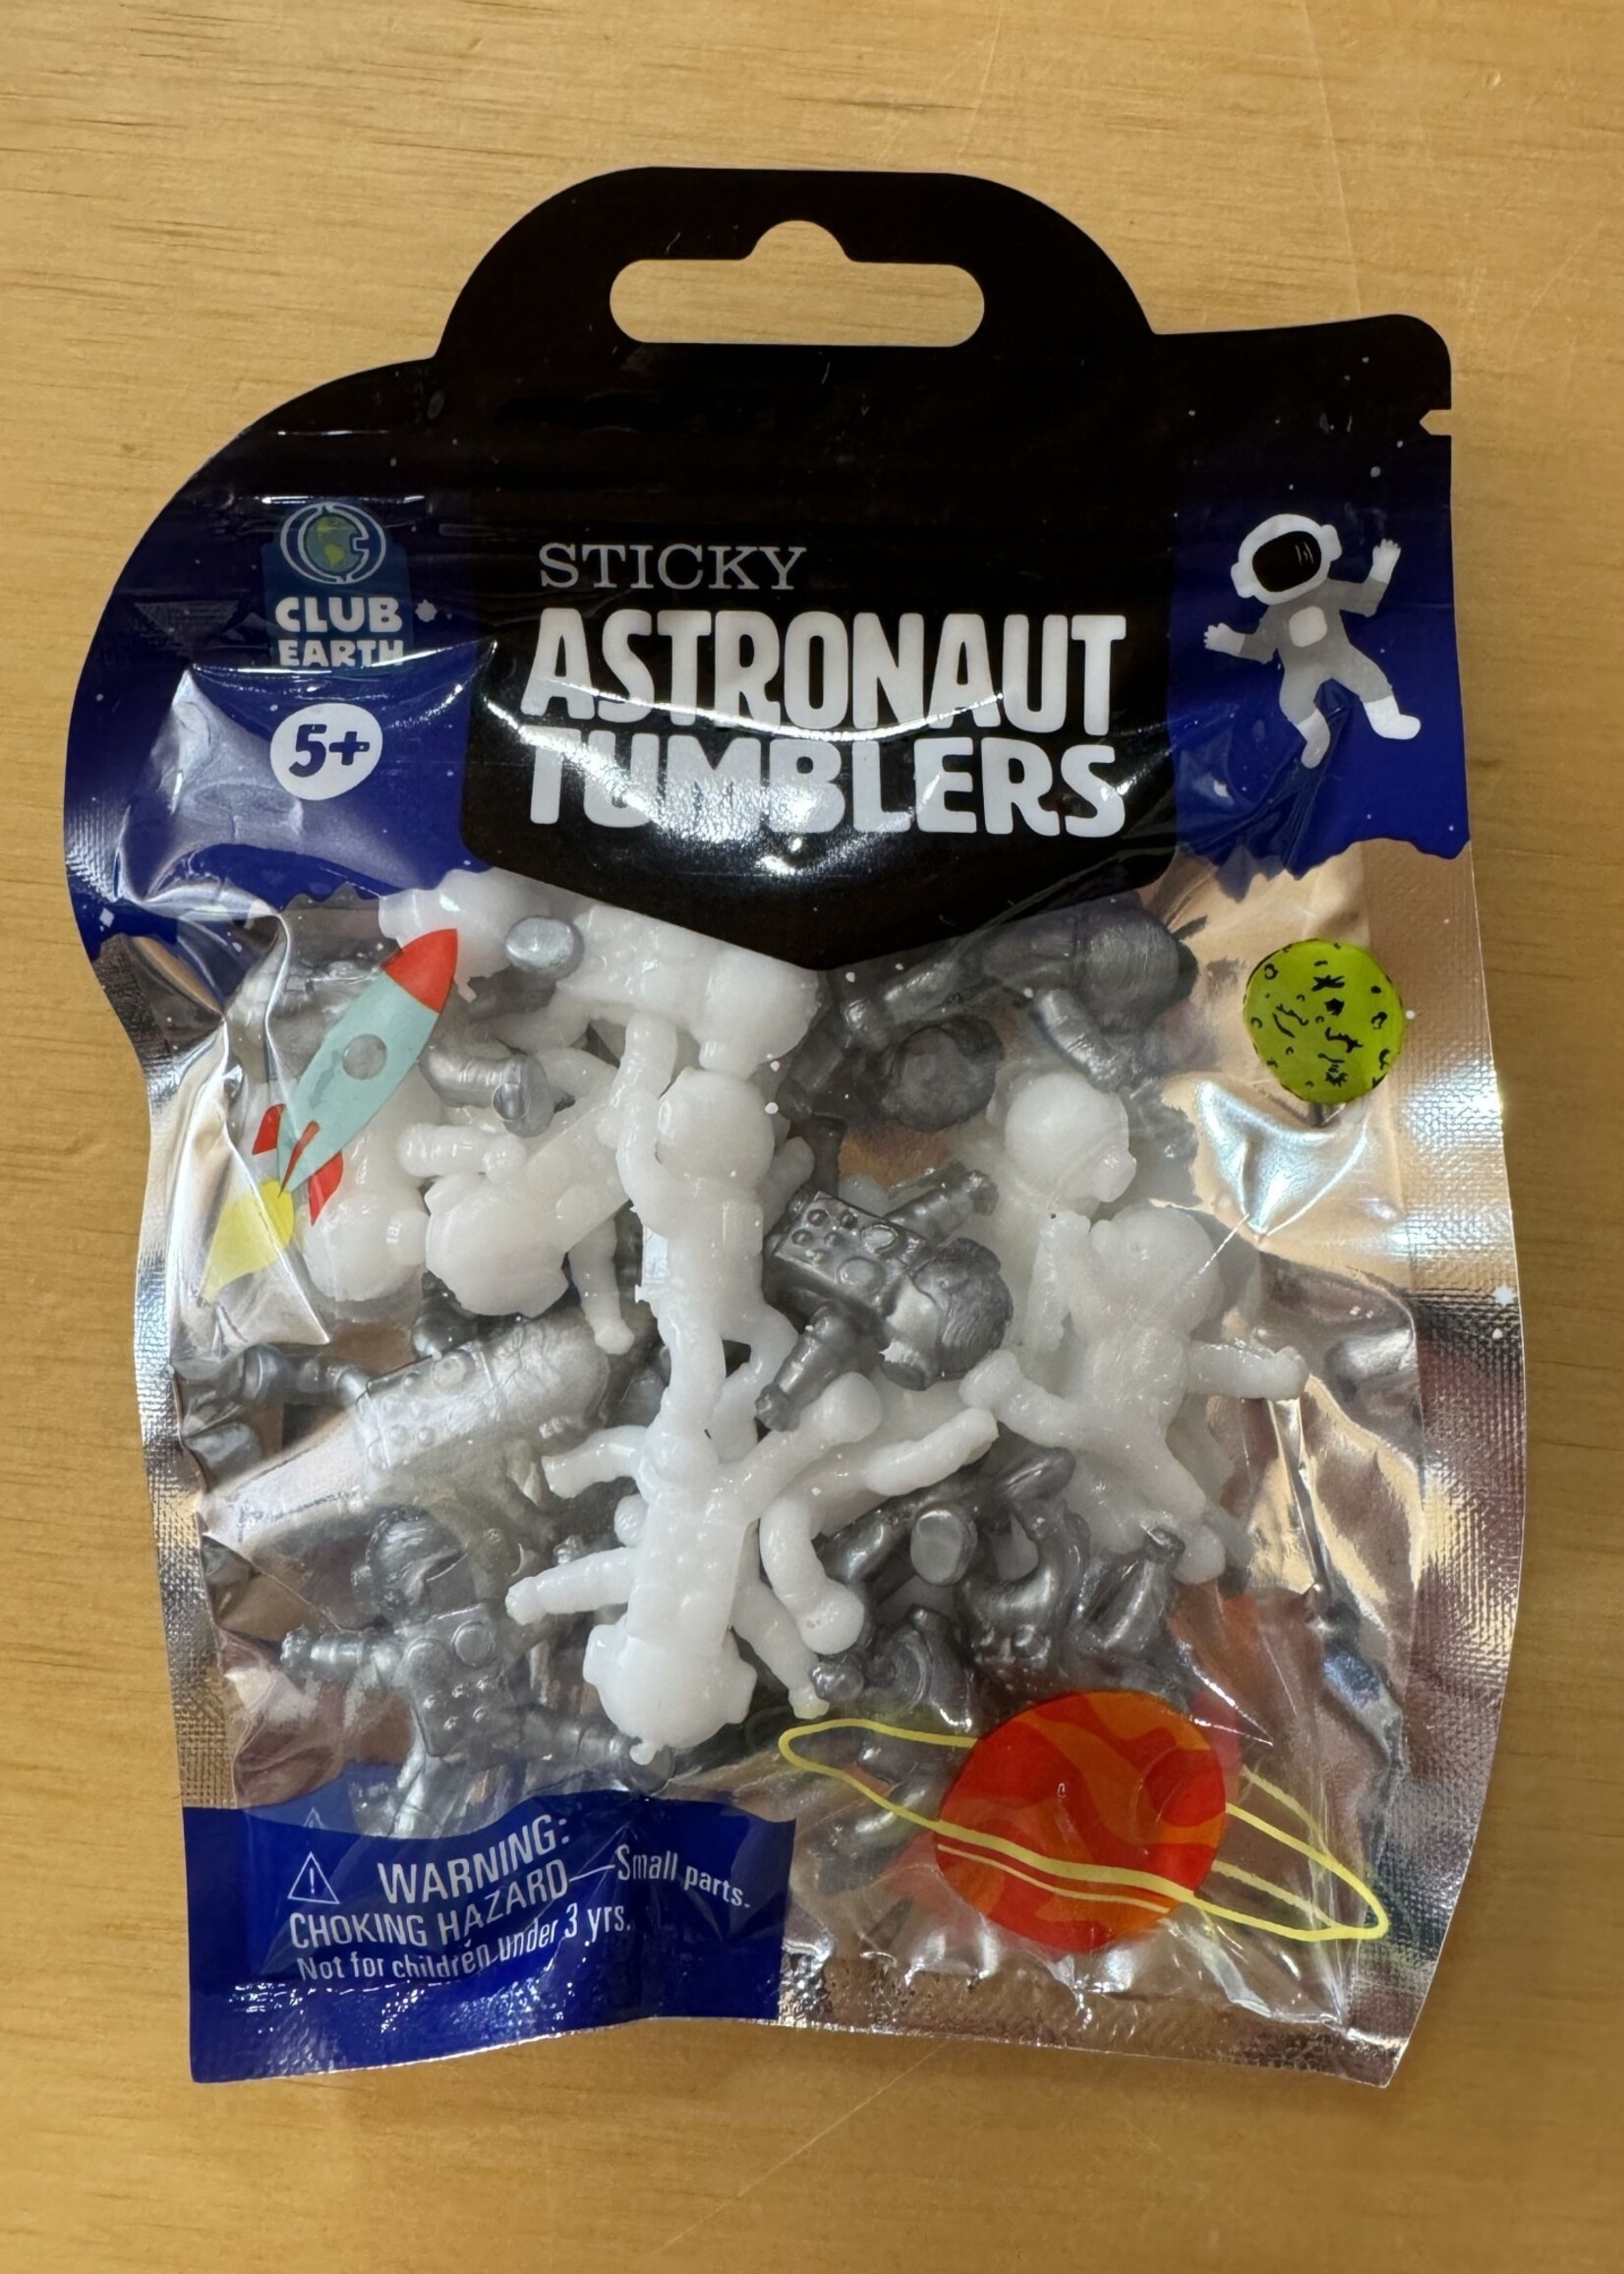 CLUB
EARTH
5+
STICKY
ASTRONAUT
TUMBLERS
WARNING:
CHOKING HAZARD—Small parts.
Not for children under 3 yrs.